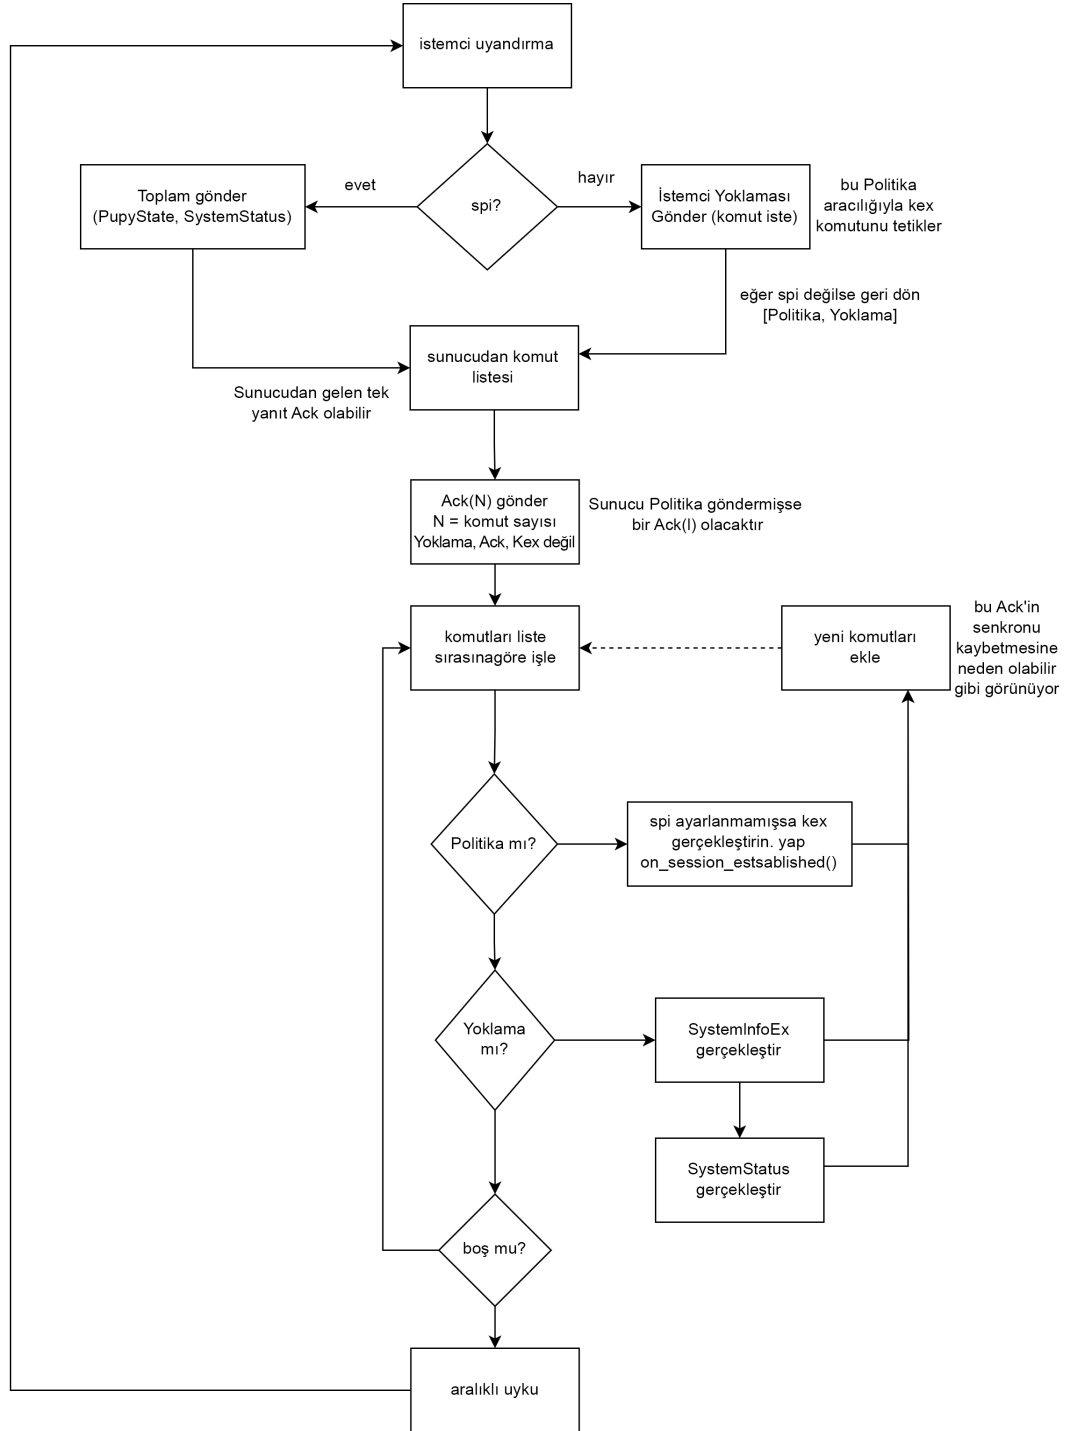 istemci uyandırma
spi?
evet
hayır
Toplam gönder
(PupyState, SystemStatus)
İstemci Yoklaması
Gönder (komut iste)
bu Politika
aracılığıyla kex
komutunu tetikler
eğer spi değilse geri dön
[Politika, Yoklama]
sunucudan komut
listesi
Sunucudan gelen tek
yanıt Ack olabilir
Ack(N) gönder
N = komut sayısı
Yoklama, Ack, Kex değil
Sunucu Politika göndermişse
bir Ack(I) olacaktır
komutları liste
sırasınagöre işle
yeni komutları
ekle
bu Ack'in
senkronu
kaybetmesine
neden olabilir
gibi görünüyor
Politika mı?
spi ayarlanmamışsa kex
gerçekleştirin. yap
on_session_estsablished()
Yoklama
mı?
SystemInfoEx
gerçekleştir
SystemStatus
gerçekleştir
boş mu?
aralıklı uyku